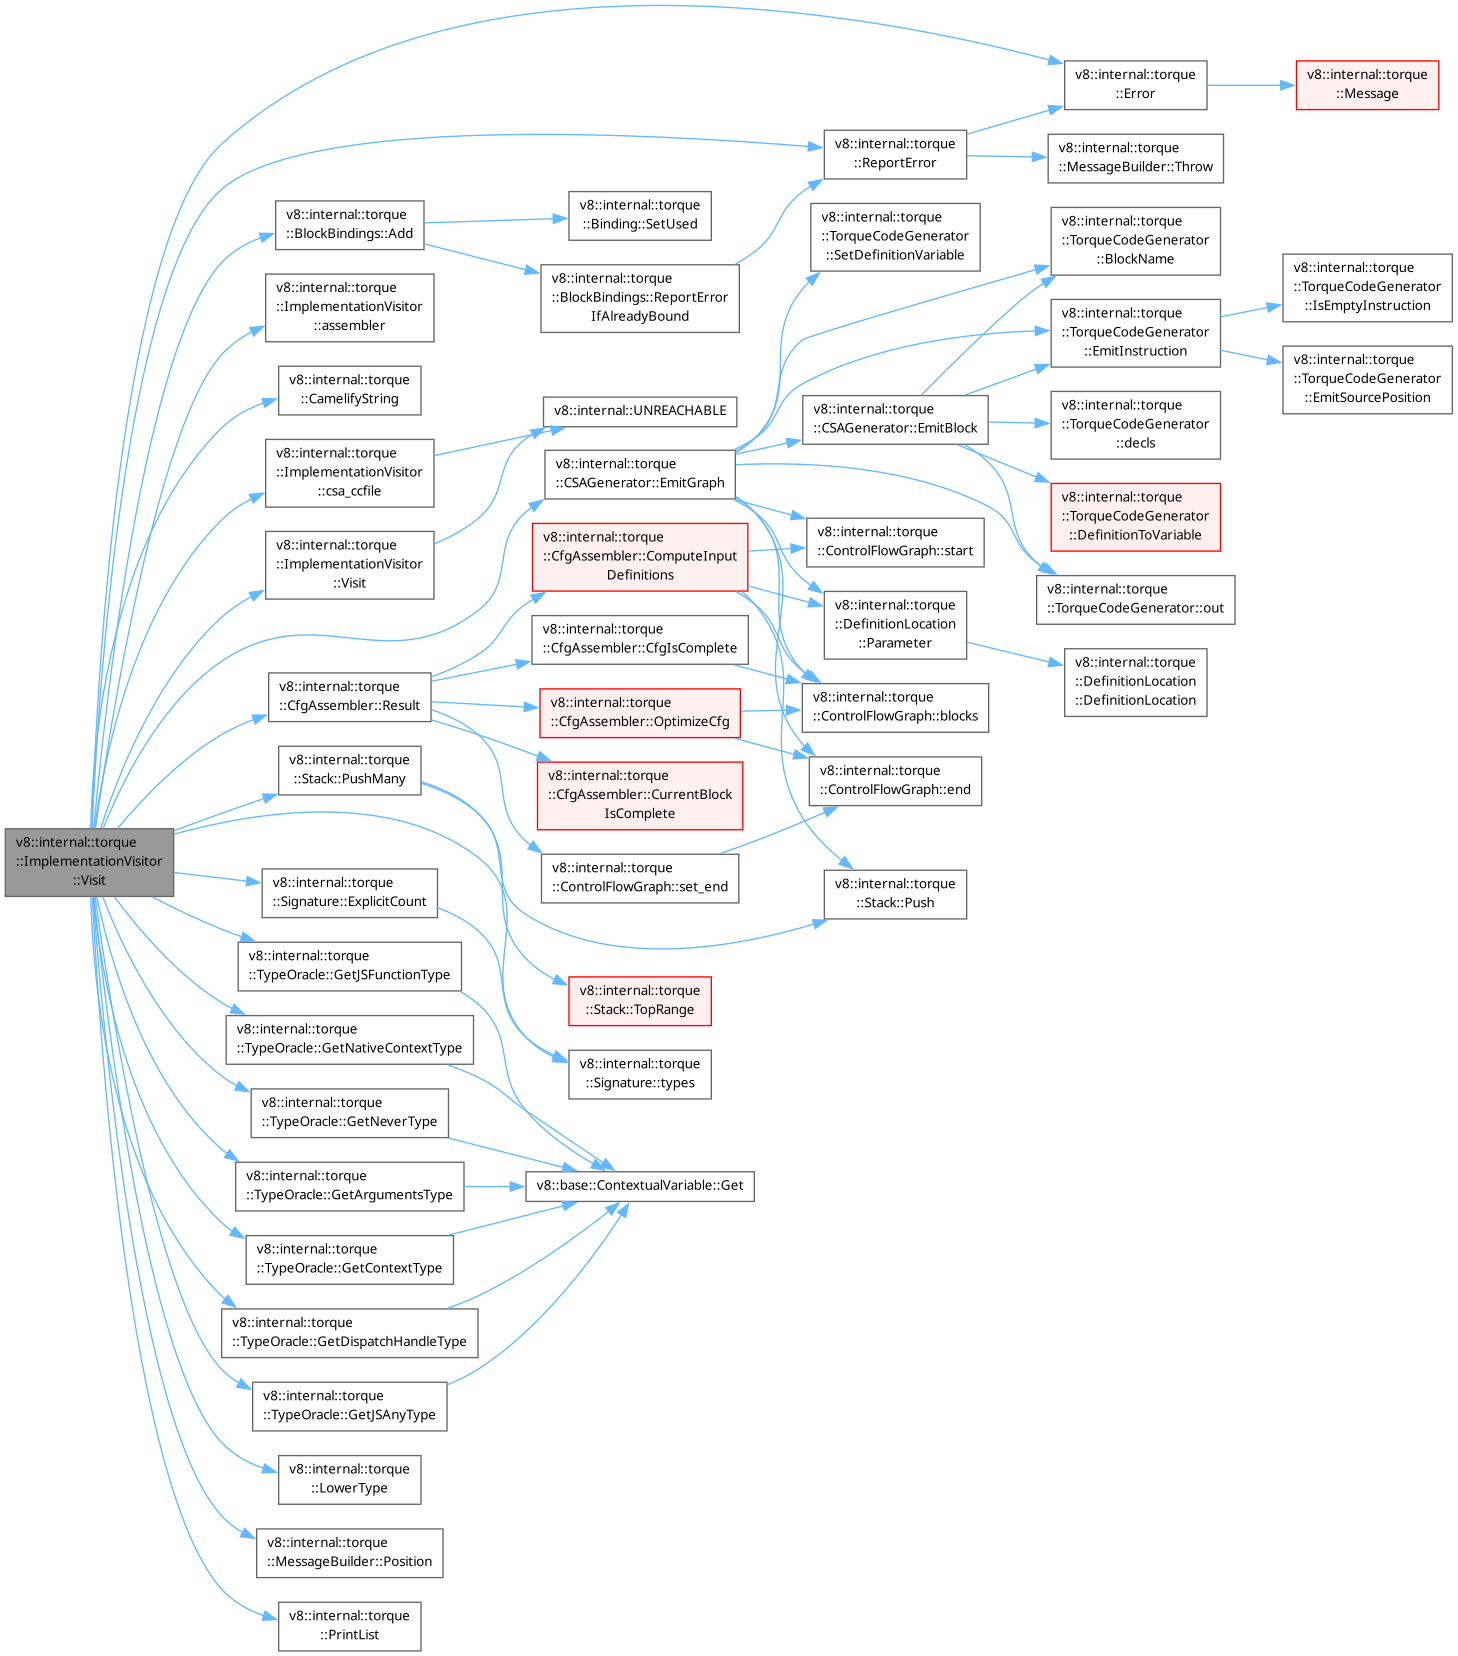 v8::internal::torque
::ImplementationVisitor
::Visit
v8::internal::torque
::BlockBindings::Add
v8::internal::torque
::ImplementationVisitor
::assembler
v8::internal::torque
::CamelifyString
v8::internal::torque
::ImplementationVisitor
::csa_ccfile
v8::internal::torque
::ImplementationVisitor
::Visit
v8::internal::torque
::CfgAssembler::Result
v8::internal::torque
::Stack::PushMany
v8::internal::torque
::Signature::ExplicitCount
v8::internal::torque
::TypeOracle::GetJSFunctionType
v8::internal::torque
::TypeOracle::GetNativeContextType
v8::internal::torque
::TypeOracle::GetNeverType
v8::internal::torque
::TypeOracle::GetArgumentsType
v8::internal::torque
::TypeOracle::GetContextType
v8::internal::torque
::TypeOracle::GetDispatchHandleType
v8::internal::torque
::TypeOracle::GetJSAnyType
v8::internal::torque
::LowerType
v8::internal::torque
::MessageBuilder::Position
v8::internal::torque
::PrintList
v8::internal::torque
::Binding::SetUsed
v8::internal::torque
::BlockBindings::ReportError
IfAlreadyBound
v8::internal::UNREACHABLE
v8::internal::torque
::CSAGenerator::EmitGraph
v8::internal::torque
::CfgAssembler::ComputeInput
Definitions
v8::internal::torque
::CfgAssembler::CfgIsComplete
v8::internal::torque
::CfgAssembler::OptimizeCfg
v8::internal::torque
::CfgAssembler::CurrentBlock
IsComplete
v8::internal::torque
::ControlFlowGraph::set_end
v8::internal::torque
::Stack::TopRange
v8::internal::torque
::Signature::types
v8::base::ContextualVariable::Get
v8::internal::torque
::ReportError
v8::internal::torque
::TorqueCodeGenerator
::SetDefinitionVariable
v8::internal::torque
::CSAGenerator::EmitBlock
v8::internal::torque
::ControlFlowGraph::start
v8::internal::torque
::DefinitionLocation
::Parameter
v8::internal::torque
::ControlFlowGraph::blocks
v8::internal::torque
::ControlFlowGraph::end
v8::internal::torque
::Stack::Push
v8::internal::torque
::Error
v8::internal::torque
::MessageBuilder::Throw
v8::internal::torque
::TorqueCodeGenerator
::BlockName
v8::internal::torque
::TorqueCodeGenerator
::EmitInstruction
v8::internal::torque
::TorqueCodeGenerator
::decls
v8::internal::torque
::TorqueCodeGenerator
::DefinitionToVariable
v8::internal::torque
::TorqueCodeGenerator::out
v8::internal::torque
::DefinitionLocation
::DefinitionLocation
v8::internal::torque
::Message
v8::internal::torque
::TorqueCodeGenerator
::IsEmptyInstruction
v8::internal::torque
::TorqueCodeGenerator
::EmitSourcePosition